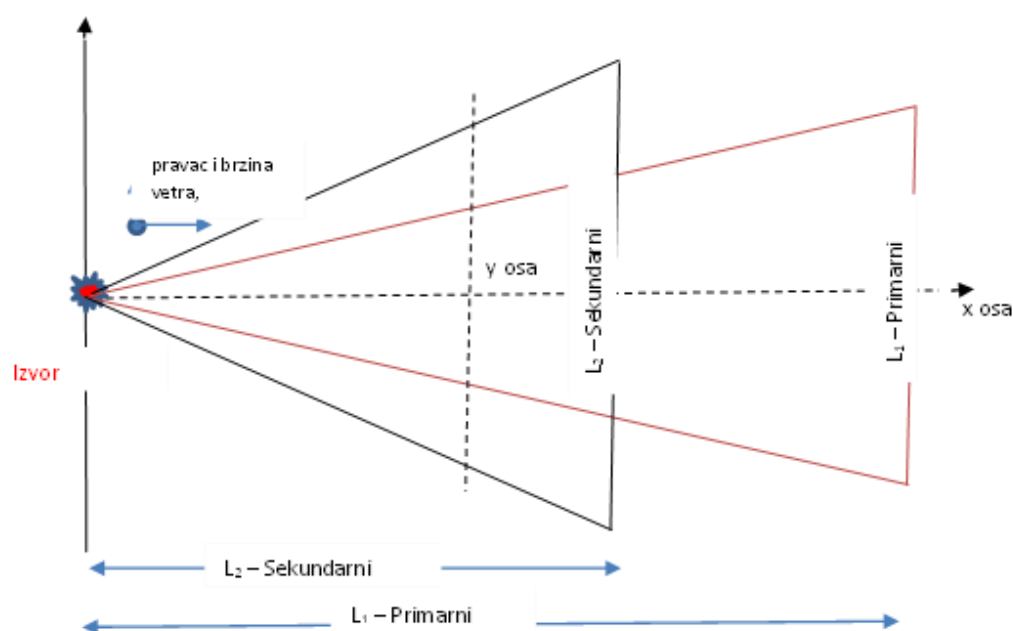 pravac i brzina
vetra,
y osa
L₂ – Sekundarni
L₁ – Primarni
x osa
Izvor
L₂ – Sekundarni
L₁ – Primarni